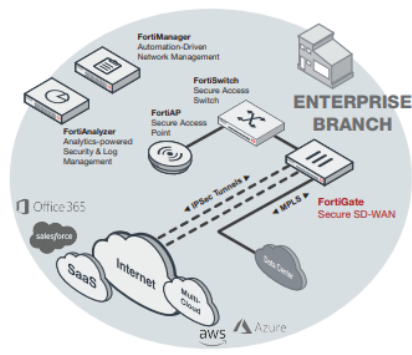 FortiManager
Automation-Driven
Network Management
FortiSwitch
Secure Access
Switch
ENTERPRISE
BRANCH
FortiAP
Secure Access
Point
FortiAnalyzer
Analytics-powered
Security & Log
Management
◄ IPSec Tunnels ►
◄ MPLS ►
FortiGate
Secure SD-WAN
Office 365
salesforce
SaaS
Internet
Multi-
Cloud
Data Center
aws
Azure